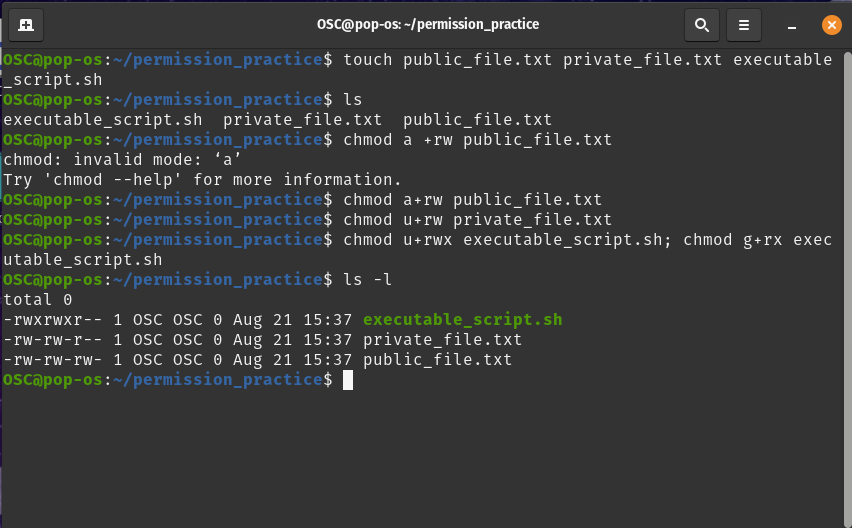 OSC@pop-os: ~/permission_practice
OSC@pop-os:~/permission_practice$ touch public_file.txt private_file.txt executable
_script.sh
OSC@pop-os:~/permission_practice$ ls
executable_script.sh  private_file.txt  public_file.txt
OSC@pop-os:~/permission_practice$ chmod a +rw public_file.txt
chmod: invalid mode: ‘a’
Try 'chmod --help' for more information.
OSC@pop-os:~/permission_practice$ chmod a+rw public_file.txt
OSC@pop-os:~/permission_practice$ chmod u+rw private_file.txt
OSC@pop-os:~/permission_practice$ chmod u+rwx executable_script.sh; chmod g+rx exec
utable_script.sh
OSC@pop-os:~/permission_practice$ ls -l
total 0
-rwxrwxr-- 1 OSC OSC 0 Aug 21 15:37 executable_script.sh
-rw-rw-r-- 1 OSC OSC 0 Aug 21 15:37 private_file.txt
-rw-rw-rw- 1 OSC OSC 0 Aug 21 15:37 public_file.txt
OSC@pop-os:~/permission_practice$